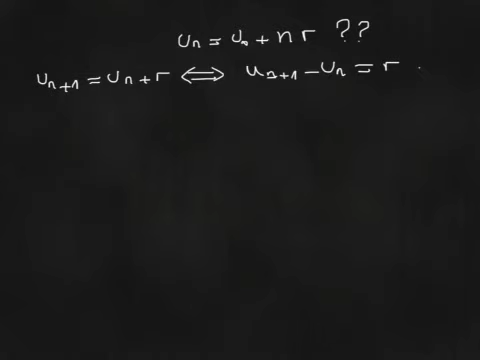 Un = U₀ + n r ??
Un+1 = Un + r ⟺ Un+1 − Un = r